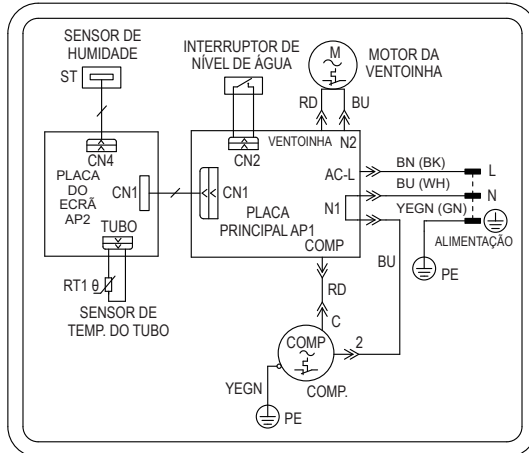 SENSOR DE
HUMIDADE
ST
INTERRUPTOR DE
NÍVEL DE ÁGUA
M
MOTOR DA
VENTOINHA
RD
BU
CN4
PLACA
DO
ECRÃ
AP2
CN1
TUBO
RT1 θ
SENSOR DE
TEMP. DO TUBO
CN2
VENTOINHA
N2
CN1
AC-L
N1
PLACA
PRINCIPAL AP1
COMP
BN (BK)
L
BU (WH)
N
YEGN (GN)
ALIMENTAÇÃO
PE
BU
RD
C
COMP
2
COMP.
YEGN
PE